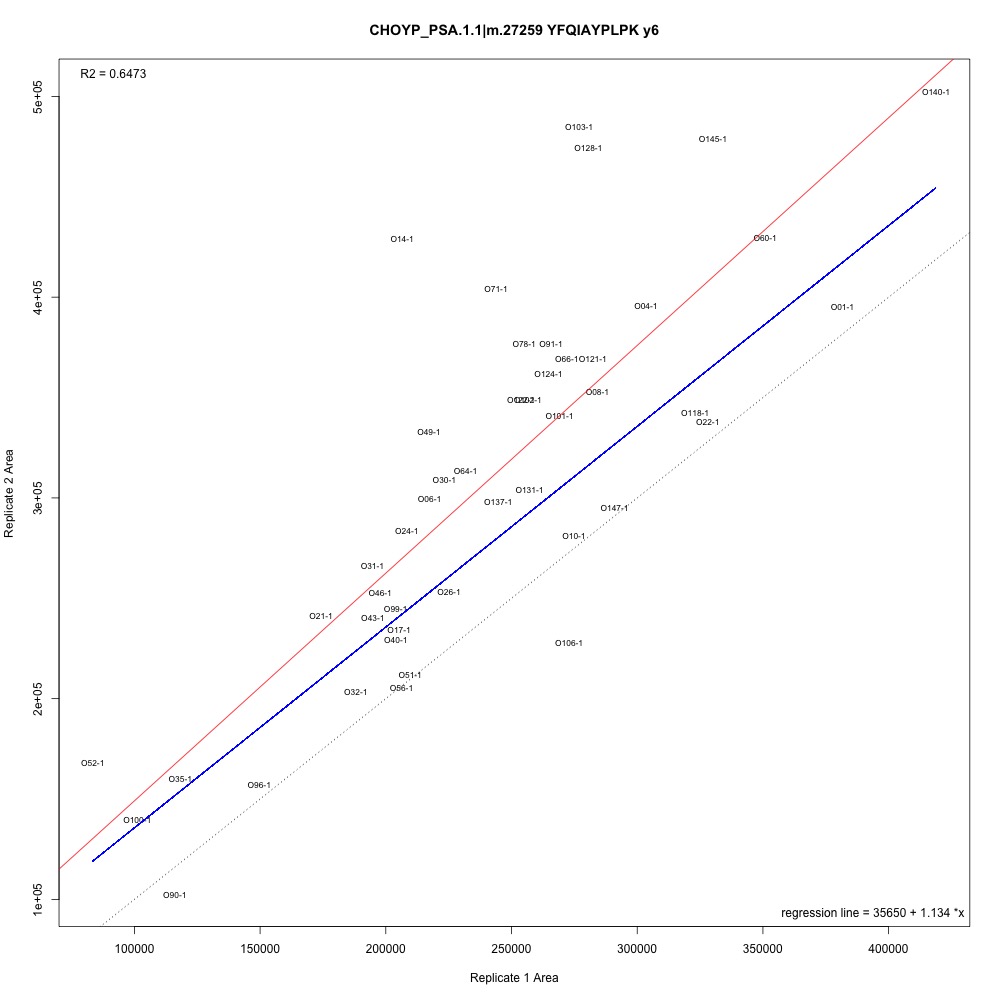 CHOYP_PSA.1.1|m.27259 YFQIAYPLPK y6
R2 = 0.6473
5e+05
4e+05
3e+05
2e+05
1e+05
Replicate 2 Area
O140-1
O103-1
O145-1
O128-1
O14-1
O60-1
O71-1
O04-1
O01-1
O78-1 O91-1
O66-1 O121-1
O124-1
O08-1
O118-1
O101-1
O22-1
O49-1
O64-1
O30-1
O131-1
O06-1
O137-1
O147-1
O24-1
O10-1
O31-1
O46-1
O26-1
O99-1
O21-1
O43-1
O17-1
O40-1
O106-1
O51-1
O56-1
O32-1
O52-1
O35-1
O96-1
O100-1
O90-1
regression line = 35650 + 1.134 *x
100000 150000 200000 250000 300000 350000 400000
Replicate 1 Area